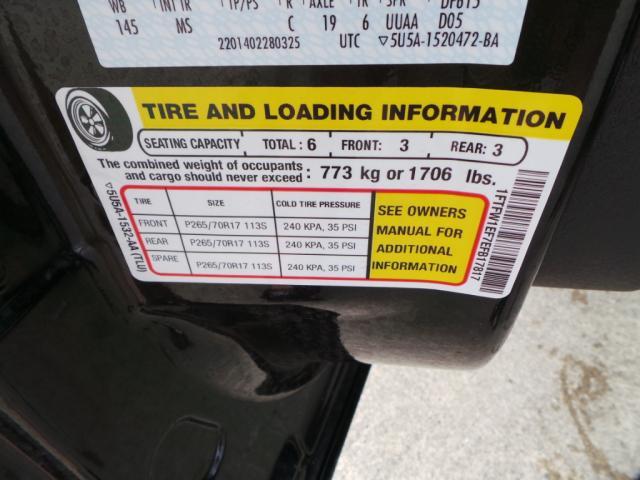 WB INT TR TP/PS R AXLE TR SPR DF615
145 MS C 19 6 UUAA D05
2201402280325 UTC ▽5U5A-1520472-BA
TIRE AND LOADING INFORMATION
SEATING CAPACITY TOTAL: 6 FRONT: 3 REAR: 3
The combined weight of occupants
and cargo should never exceed : 773 kg or 1706 lbs.
TIRE SIZE COLD TIRE PRESSURE
FRONT P265/70R17 113S 240 KPA, 35 PSI
REAR P265/70R17 113S 240 KPA, 35 PSI
SPARE P265/70R17 113S 240 KPA, 35 PSI
SEE OWNERS
MANUAL FOR
ADDITIONAL
INFORMATION
▽5U5A-1532-AA (TLU)